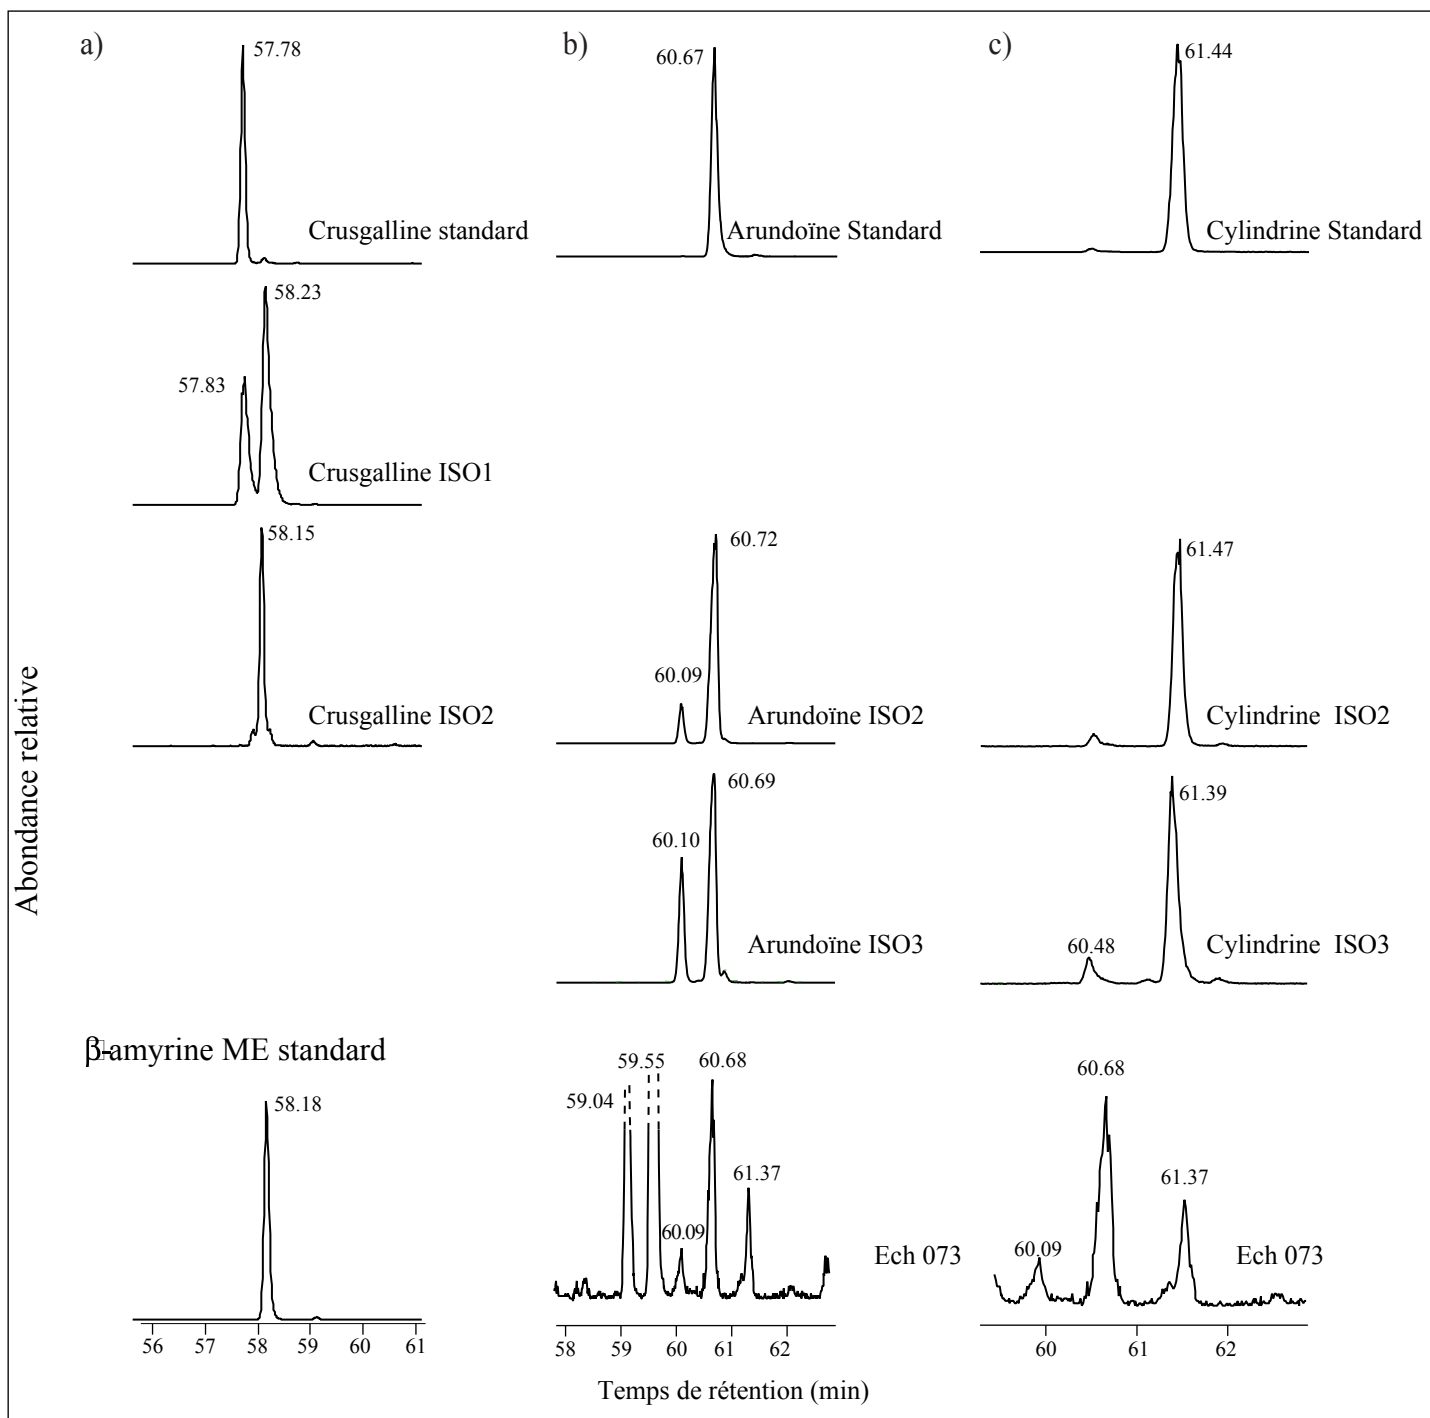 a)
57.78
Crusgalline standard
58.23
57.83
Crusgalline ISO1
58.15
Crusgalline ISO2
β-amyrine ME standard
58.18
56 57 58 59 60 61
b)
60.67
Arundoïne Standard
60.72
60.09
Arundoïne ISO2
60.69
60.10
Arundoïne ISO3
59.55
60.68
59.04
61.37
60.09
Ech 073
58 59 60 61 62
c)
61.44
Cylindrine Standard
61.47
Cylindrine ISO2
61.39
60.48
Cylindrine ISO3
60.68
61.37
60.09
Ech 073
60 61 62
Abondance relative
Temps de rétention (min)